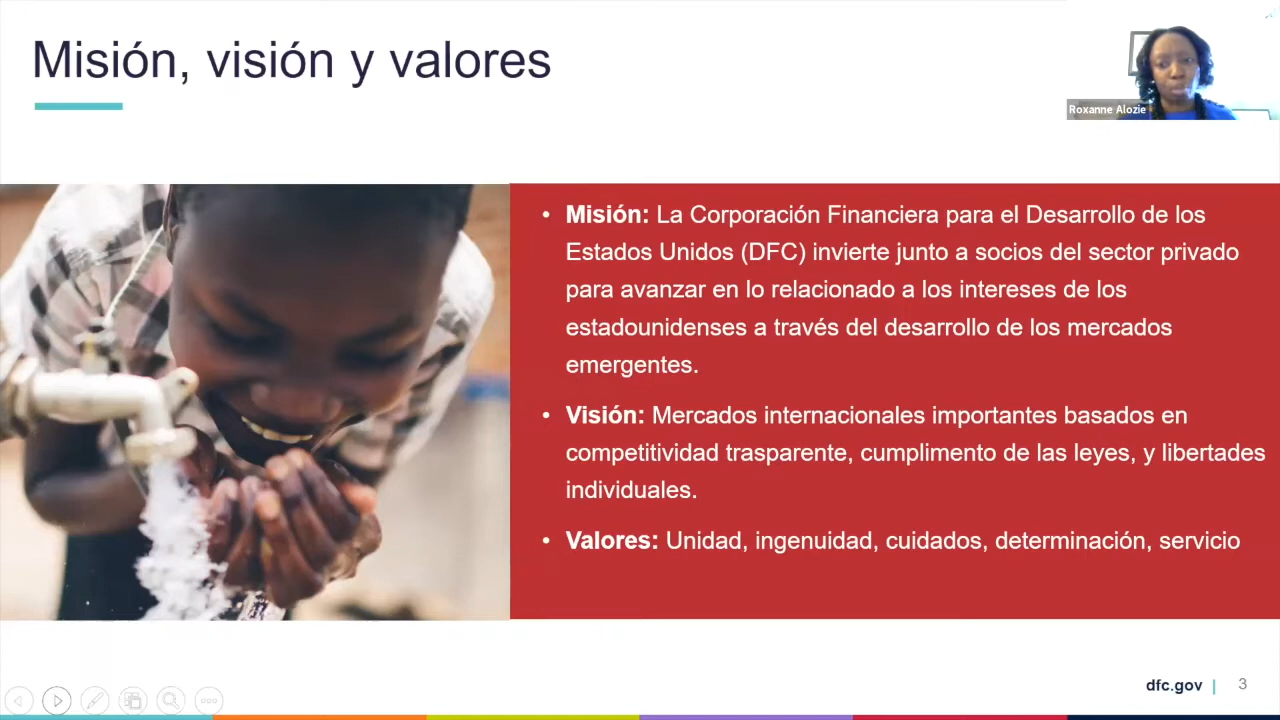 Misión, visión y valores
Roxanne Alozie
• Misión: La Corporación Financiera para el Desarrollo de los
Estados Unidos (DFC) invierte junto a socios del sector privado
para avanzar en lo relacionado a los intereses de los
estadounidenses a través del desarrollo de los mercados
emergentes.
• Visión: Mercados internacionales importantes basados en
competitividad trasparente, cumplimento de las leyes, y libertades
individuales.
• Valores: Unidad, ingenuidad, cuidados, determinación, servicio
dfc.gov | 3